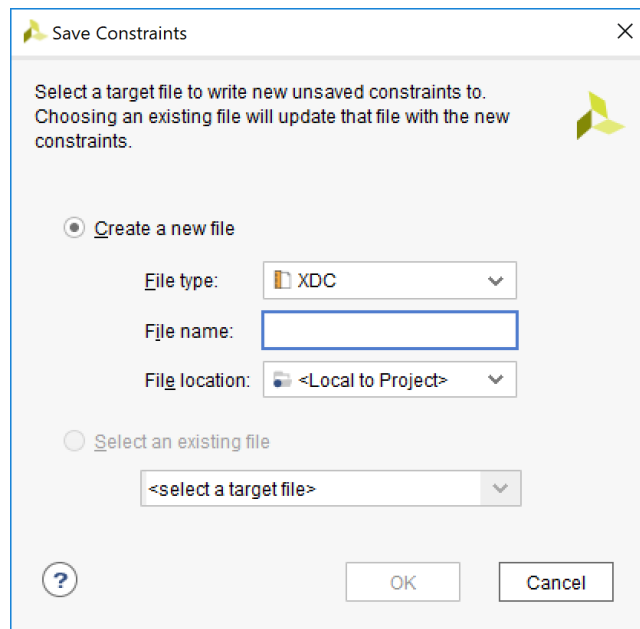 Save Constraints
Select a target file to write new unsaved constraints to.
Choosing an existing file will update that file with the new
constraints.
Create a new file
File type: XDC
File name:
File location: <Local to Project>
Select an existing file
<select a target file>
? OK Cancel